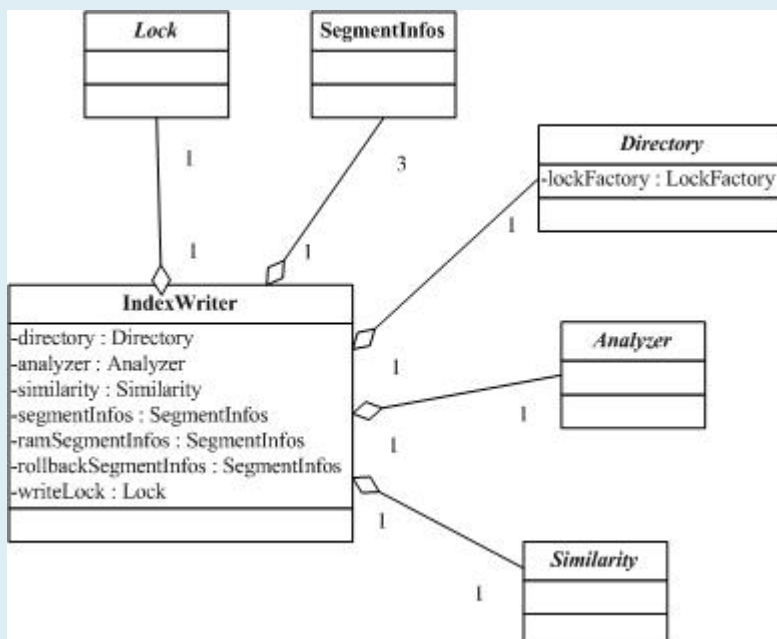 Lock
SegmentInfos
1
3
Directory
-lockFactory : LockFactory
1
1
1
IndexWriter
-directory : Directory
-analyzer : Analyzer
-similarity : Similarity
-segmentInfos : SegmentInfos
-ramSegmentInfos : SegmentInfos
-rollbackSegmentInfos : SegmentInfos
-writeLock : Lock
1
Analyzer
1
1
1
Similarity
1